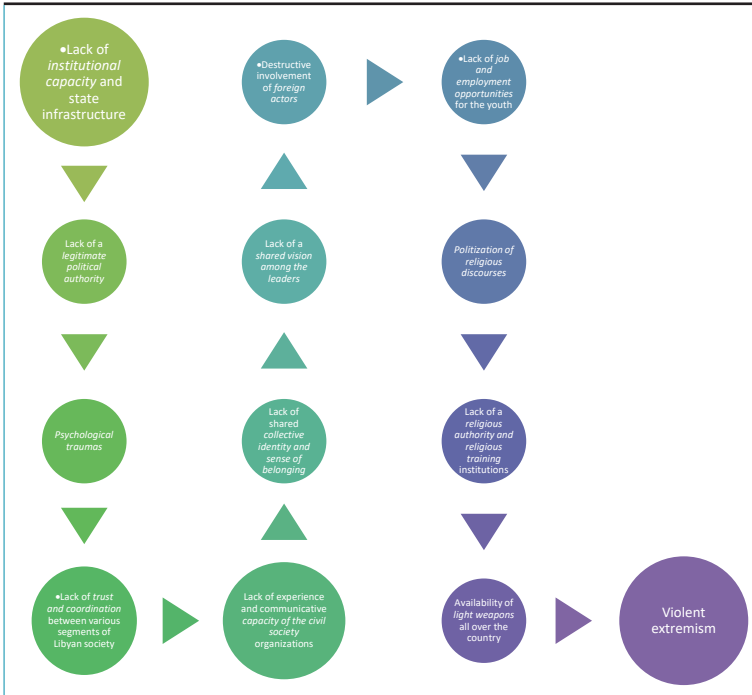 •Lack of
institutional
capacity and
state
infrastructure
Lack of a
legitimate
political
authority
Psychological
traumas
•Lack of trust
and coordination
between various
segments of
Libyan society
Lack of experience
and communicative
capacity of the civil
society
organizations
Lack of
shared
collective
identity and
sense of
belonging
Lack of a
shared vision
among the
leaders
•Destructive
involvement
of foreign
actors
•Lack of jab
and
employment
opportunities
for the youth
Politization of
religious
discourses
Lack of a
religious
authority and
religious
training
institutions
Availability of
light weapons
all over the
country
Violent
extremism